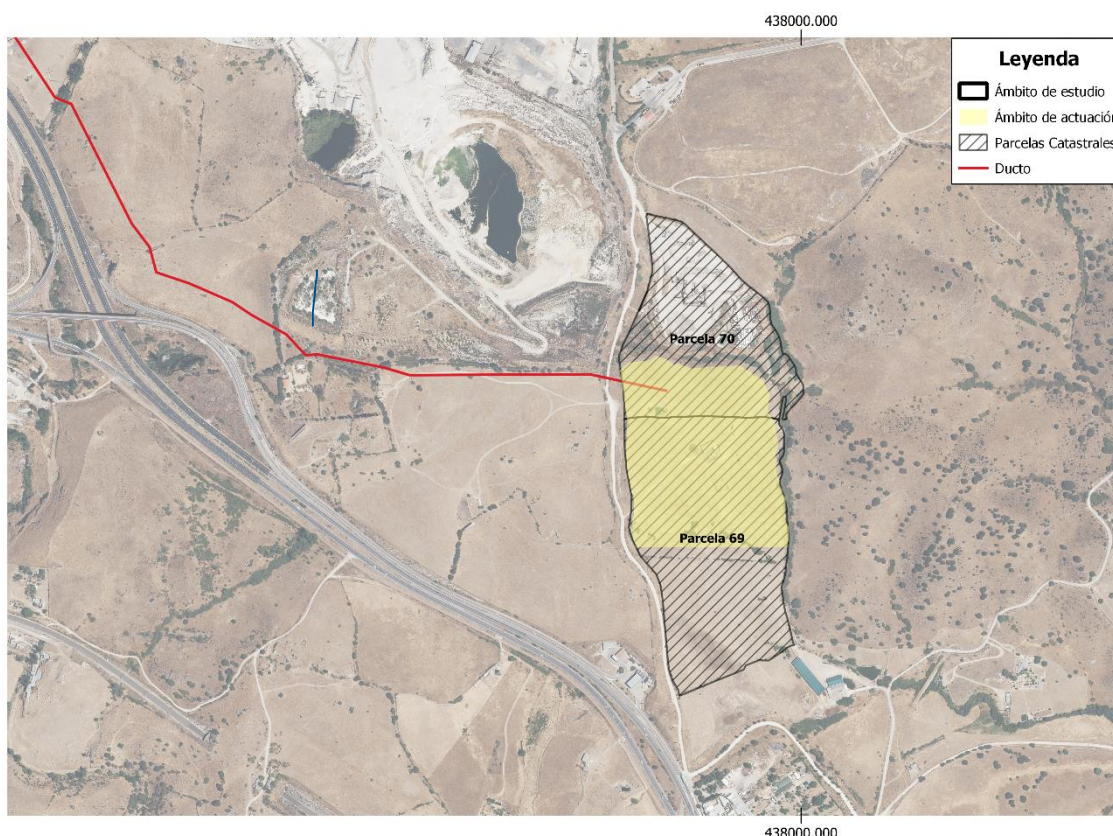 438000.000
Leyenda
Ámbito de estudio
Ámbito de actuación
Parcelas Catastrales
Ducto
Parcela 70
Parcela 69
438000.000